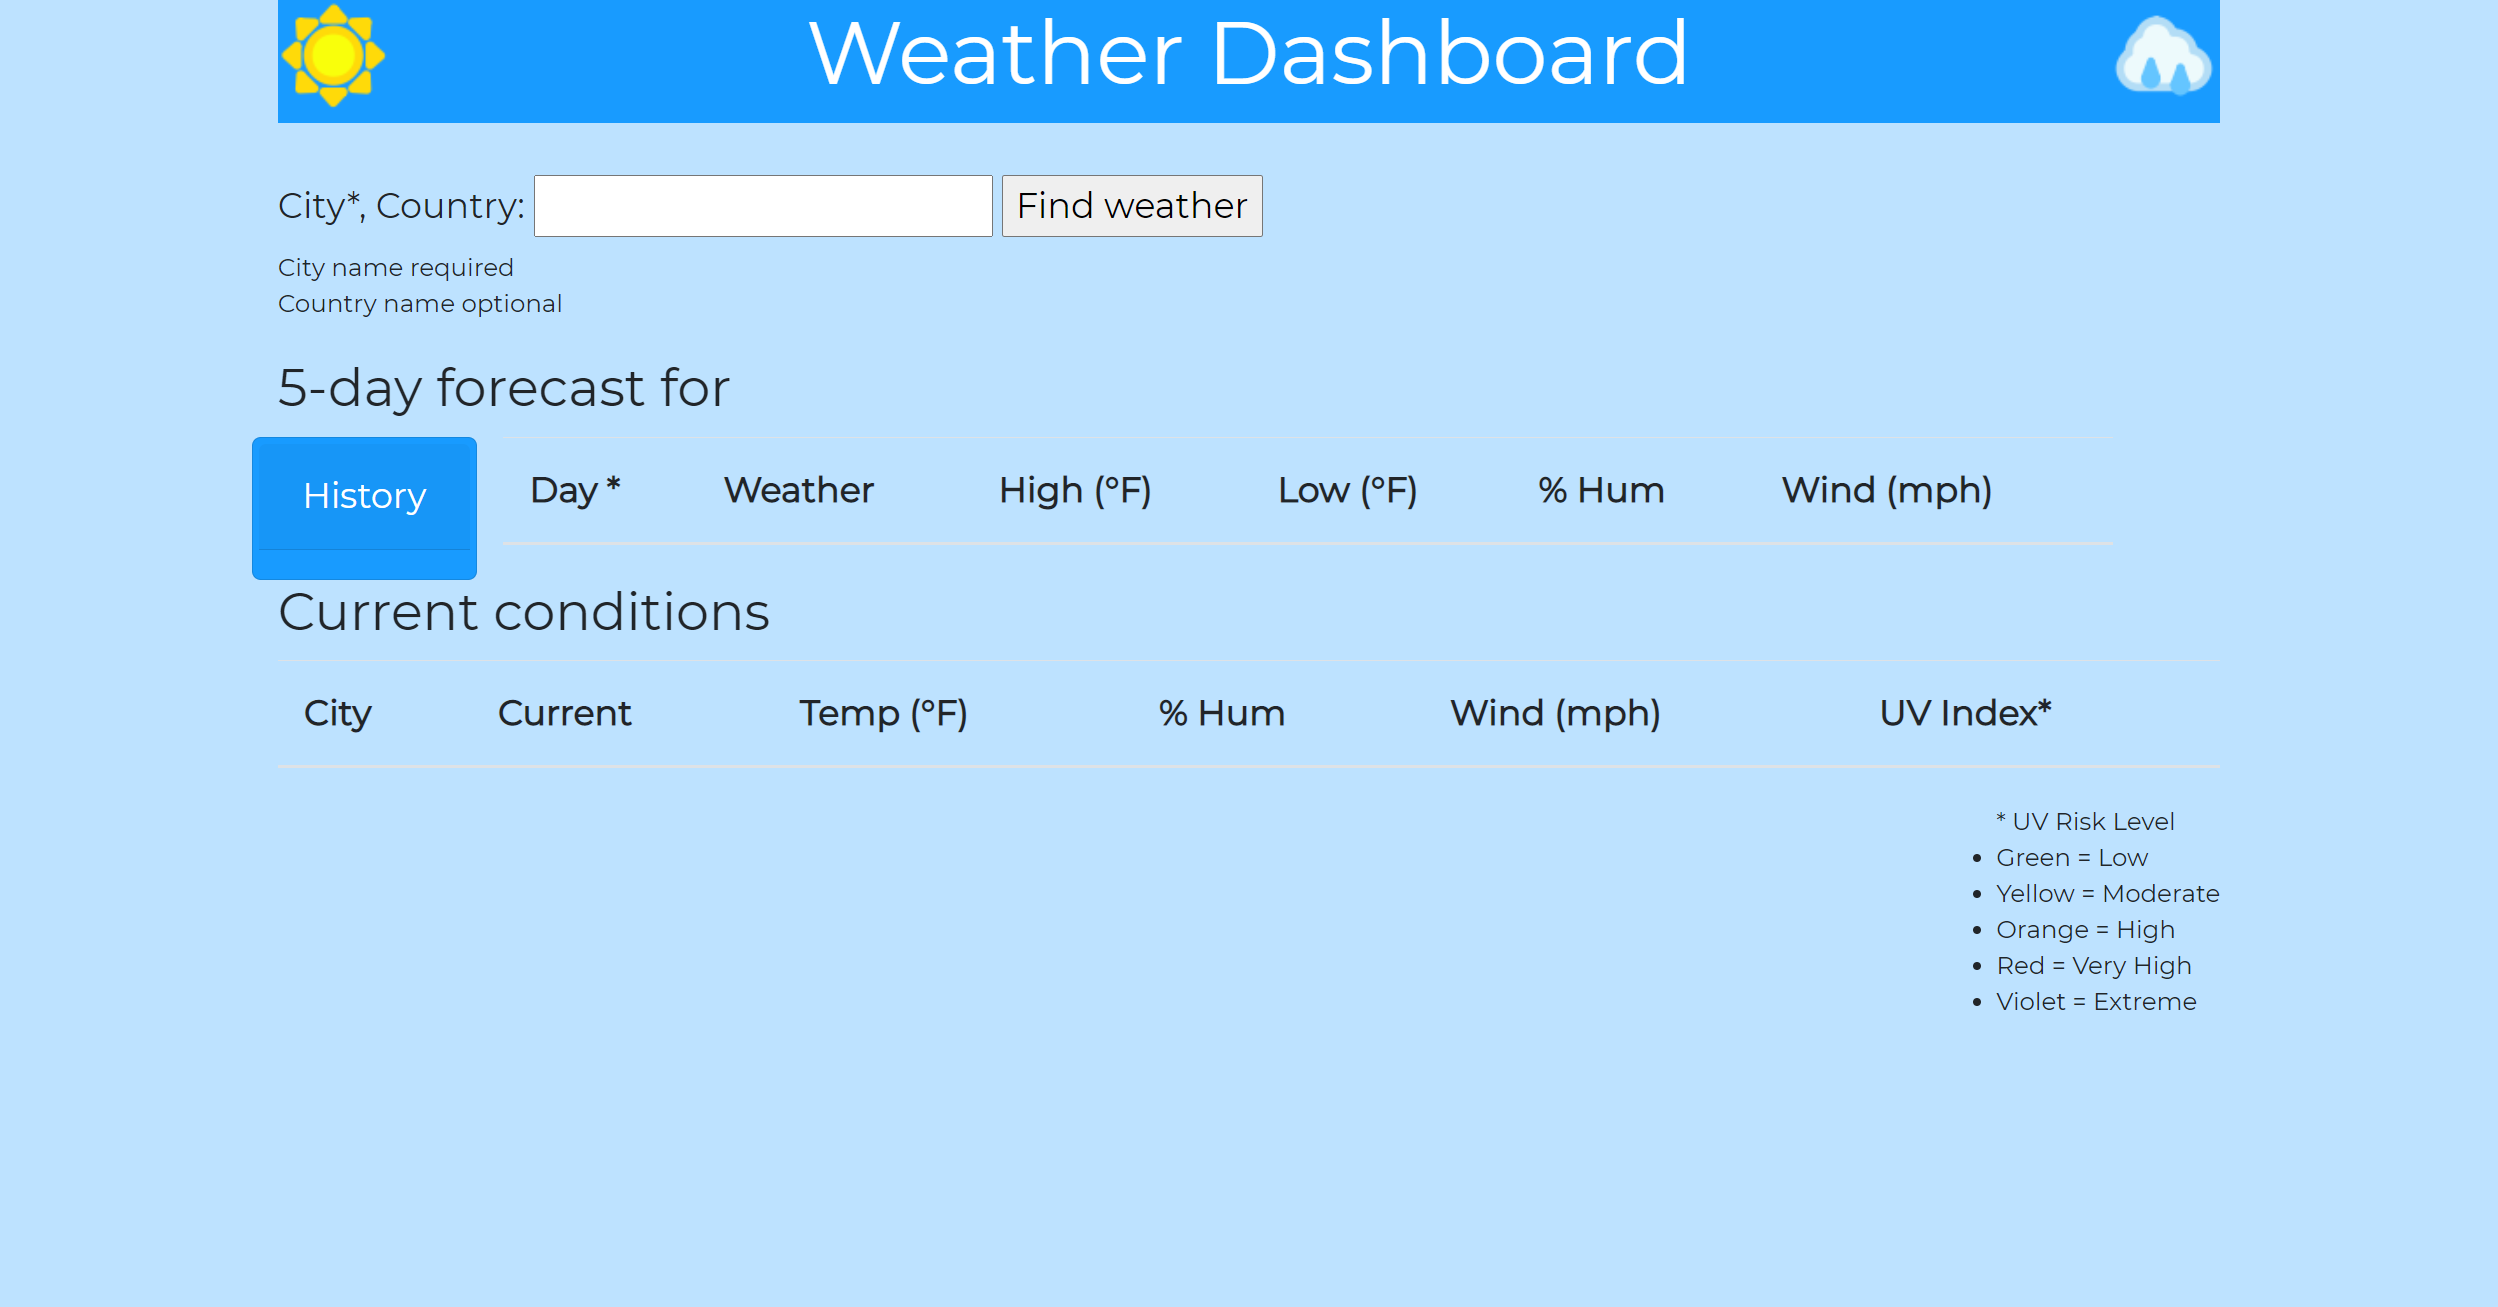 Weather Dashboard
City*, Country: Find weather
City name required
Country name optional
5-day forecast for
History
Day * Weather High (°F) Low (°F) % Hum Wind (mph)
Current conditions
City Current Temp (°F) % Hum Wind (mph) UV Index*
* UV Risk Level
Green = Low
Yellow = Moderate
Orange = High
Red = Very High
Violet = Extreme